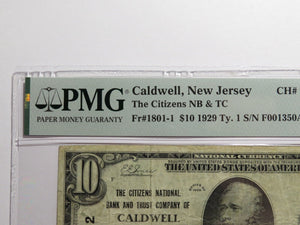 PMG
PAPER MONEY GUARANTY
Caldwell, New Jersey CH#
The Citizens NB & TC
Fr#1801-1 $10 1929 Ty. 1 S/N F001350A
NATIONAL CURRENCY
THE UNITED STATES OF AMERICA
10
THE CITIZENS NATIONAL
BANK AND TRUST COMPANY OF
CALDWELL
2